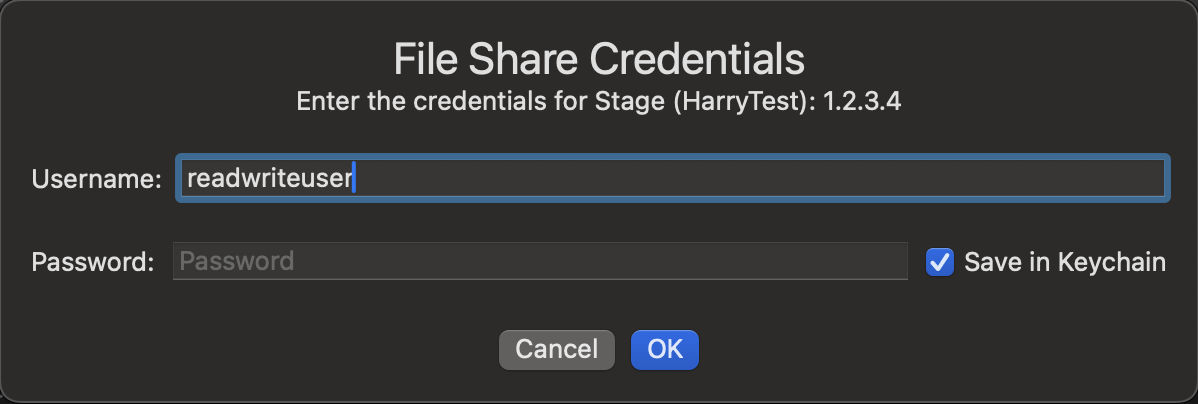 File Share Credentials
Enter the credentials for Stage (HarryTest): 1.2.3.4
Username: readwriteuser
Password: Password Save in Keychain
Cancel OK